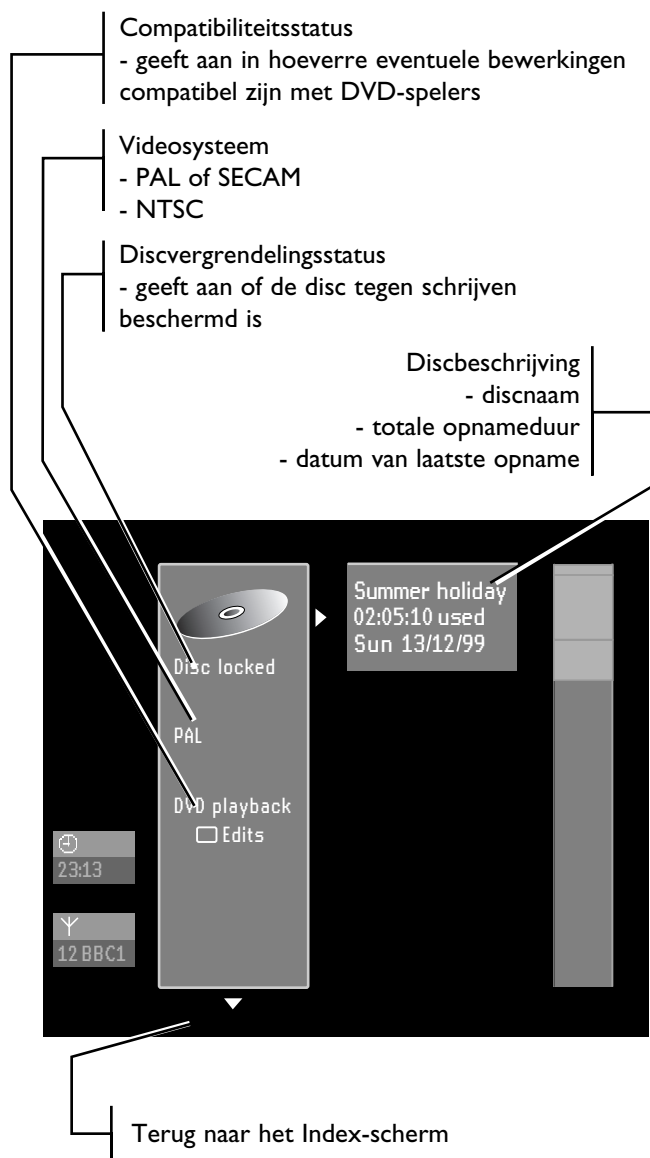 Compatibiliteitsstatus
- geeft aan in hoeverre eventuele bewerkingen
compatibel zijn met DVD-spelers
Videosysteem
- PAL of SECAM
- NTSC
Discvergrendelingsstatus
- geeft aan of de disc tegen schrijven
beschermd is
Discbeschrijving
- discnaam
- totale opnameduur
- datum van laatste opname
Summer holiday
02:05:10 used
Sun 13/12/99
Disc locked
PAL
DVD playback
Edits
23:13
12 BBC1
Terug naar het Index-scherm